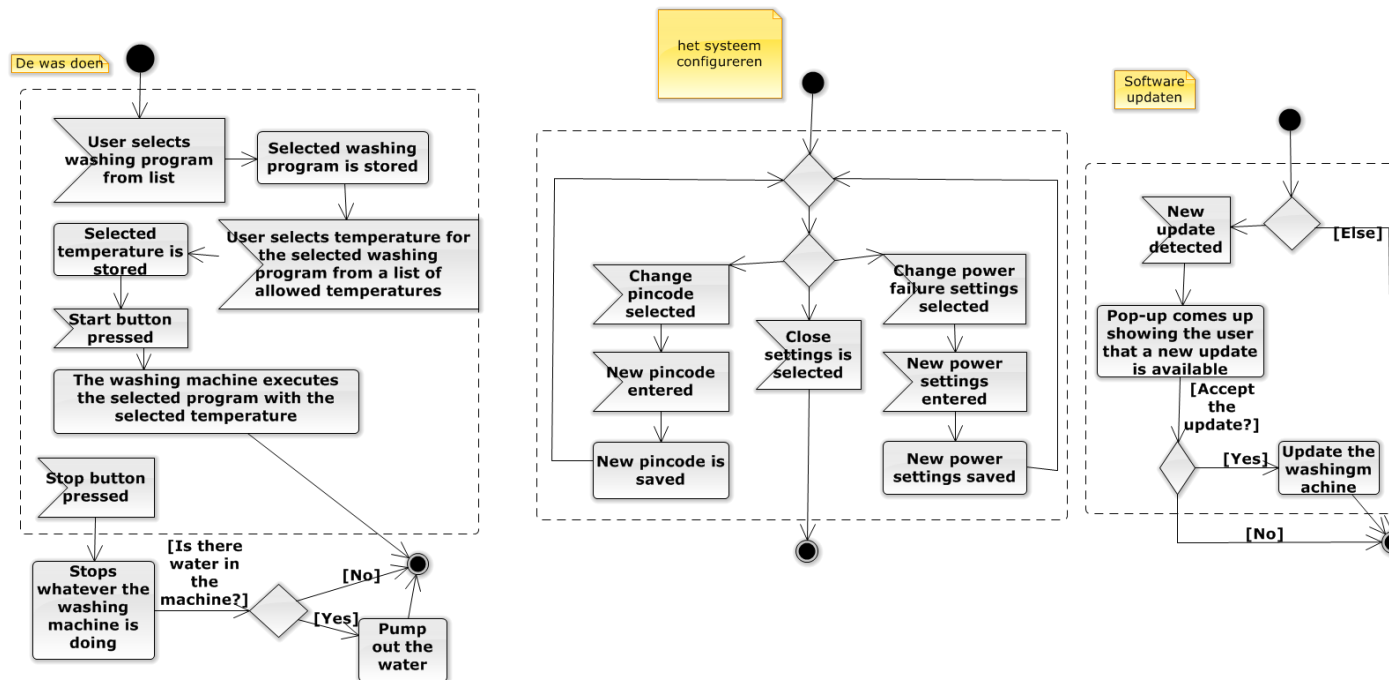 De was doen
User selects
washing program
from list
Selected washing
program is stored
User selects temperature for
the selected washing
program from a list of
allowed temperatures
Selected
temperature is
stored
Start button
pressed
The washing machine executes
the selected program with the
selected temperature
Stop button
pressed
Stops
whatever the
washing
machine is
doing
[Is there
water in
the
machine?]
[No]
[Yes]
Pump
out the
water
het systeem
configureren
Change
pincode
selected
New pincode
entered
New pincode is
saved
Close
settings is
selected
Change power
failure settings
selected
New power
settings
entered
New power
settings saved
Software
updaten
New
update
detected
[Else]
Pop-up comes up
showing the user
that a new update
is available
[Accept
the
update?]
[Yes]
Update the
washingm
achine
[No]